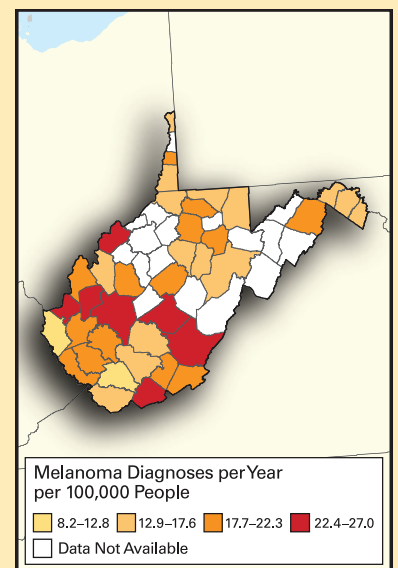 Melanoma Diagnoses per Year
per 100,000 People
8.2–12.8 12.9–17.6 17.7–22.3 22.4–27.0
Data Not Available